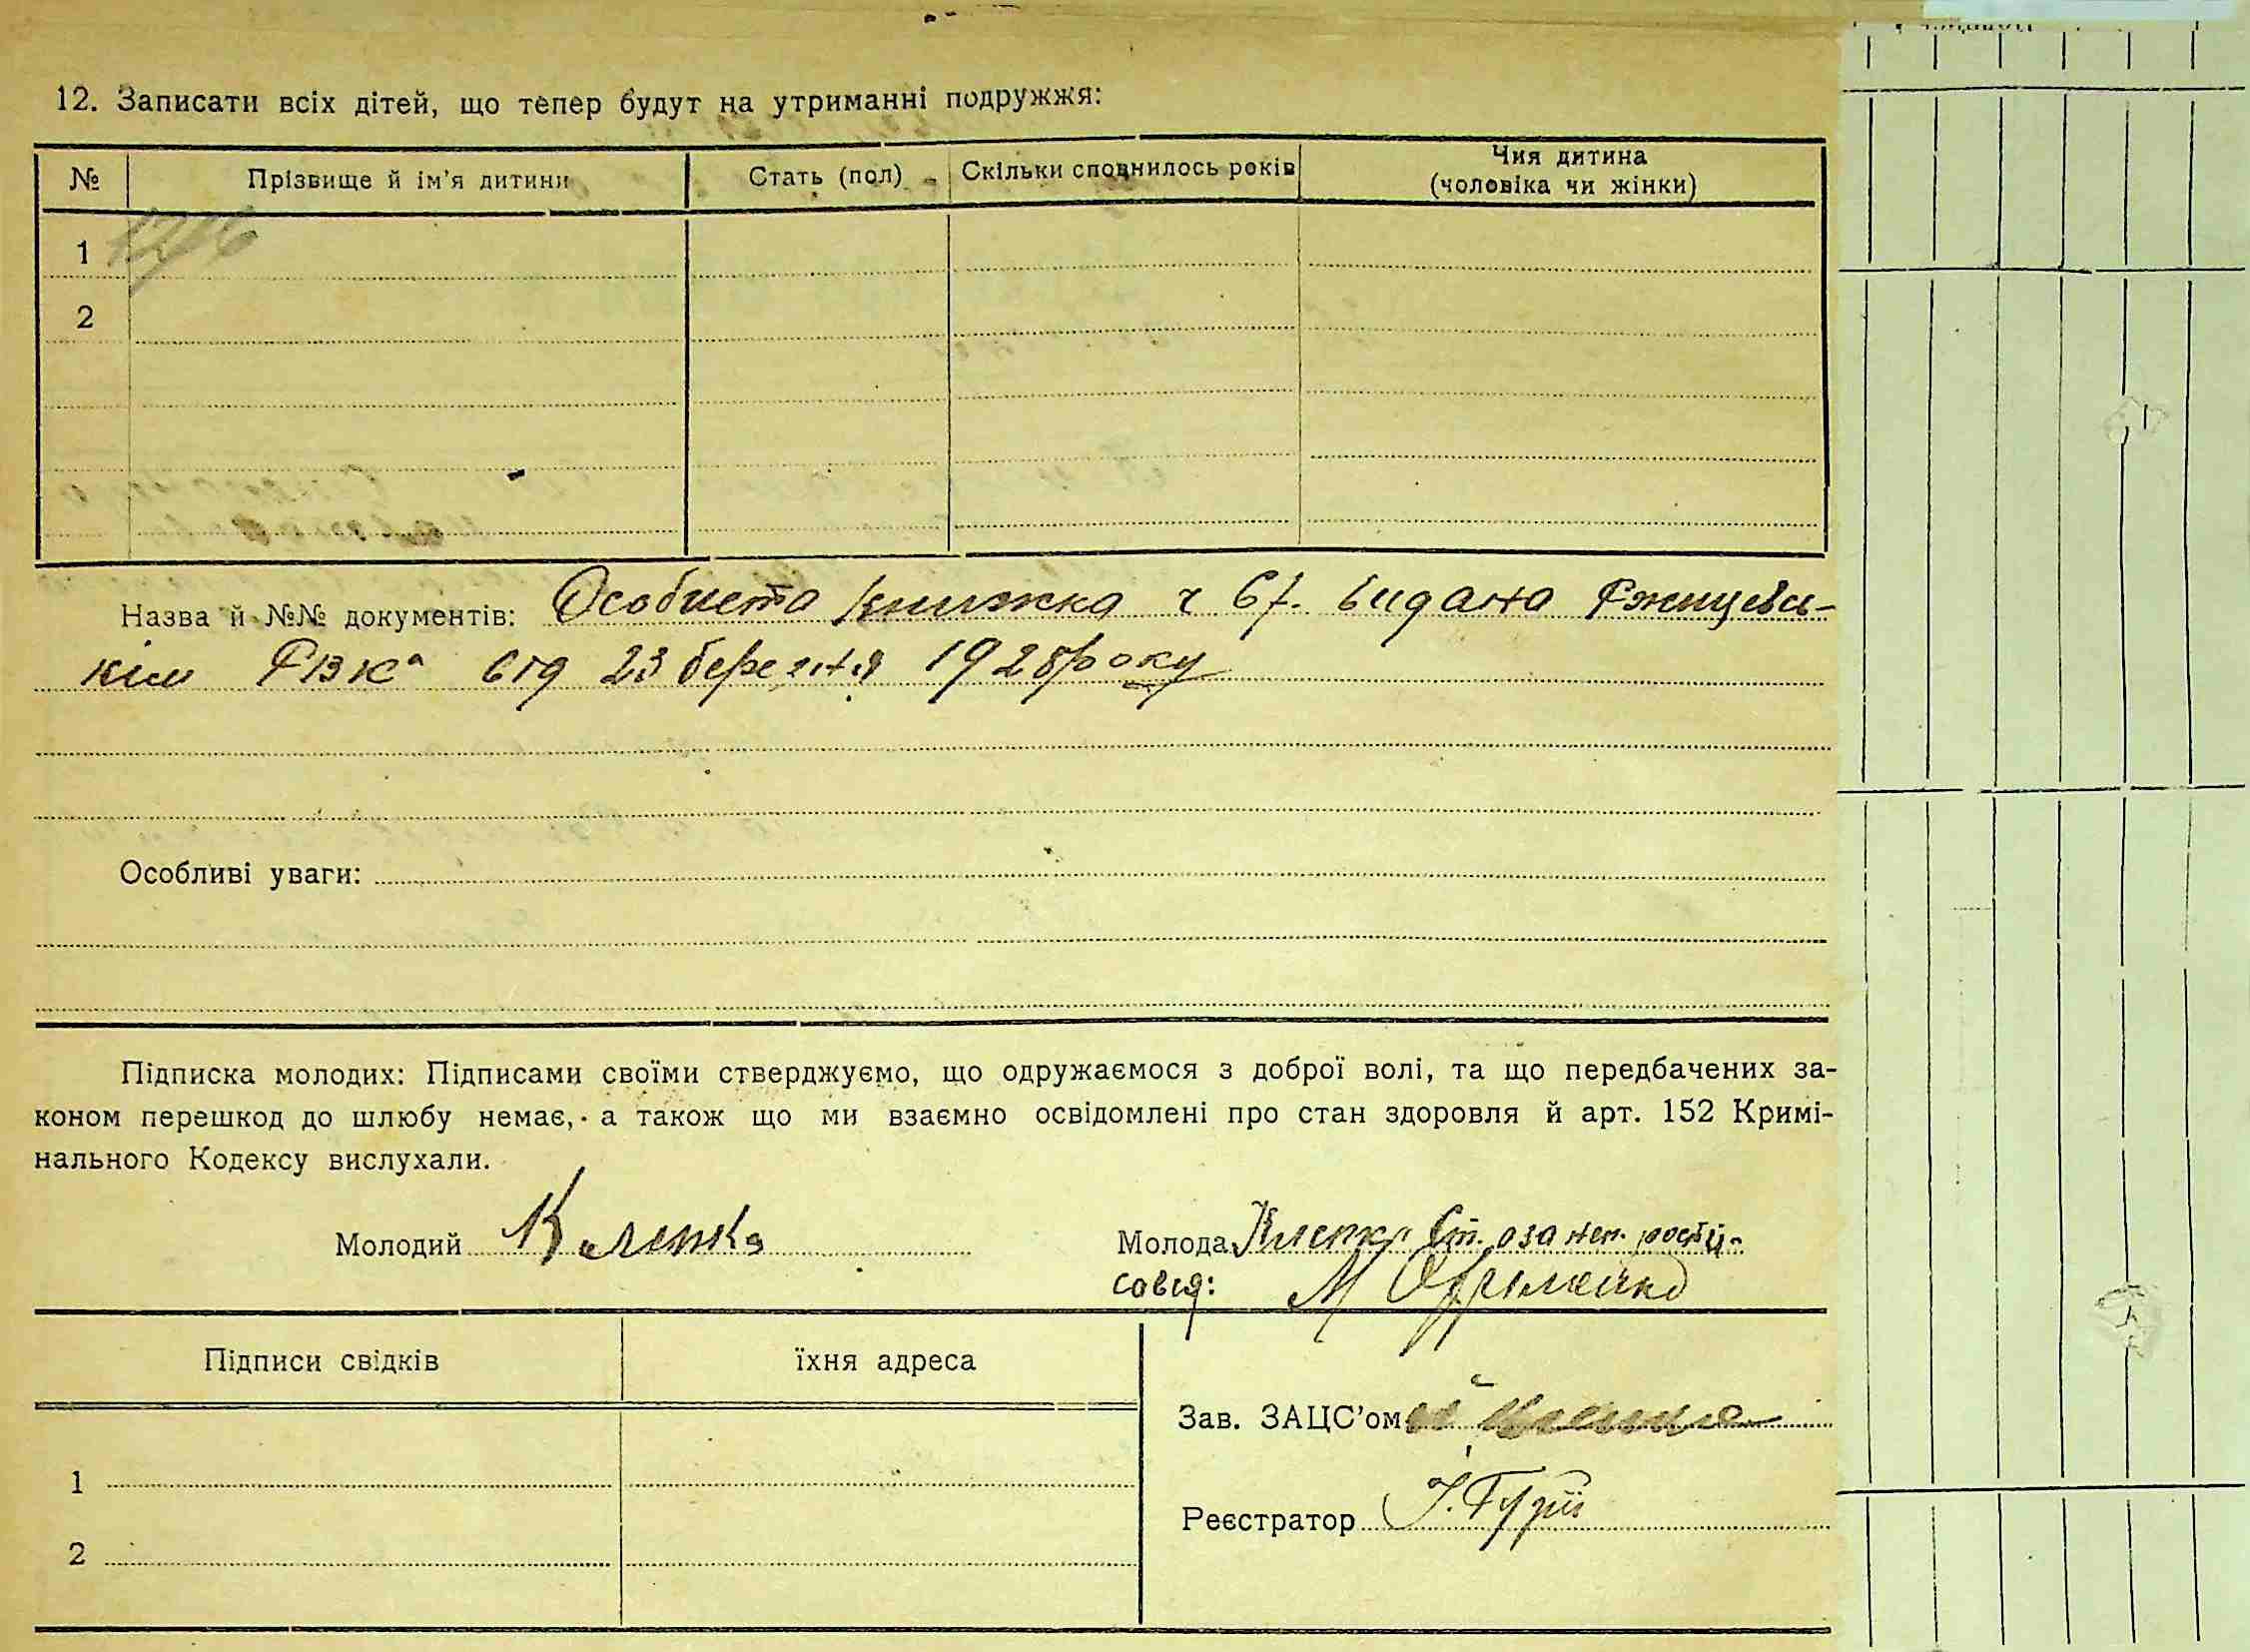 12. Записати всіх дітей, що тепер будут на утриманні подружжя:
№ Прізвище й ім'я дитини Стать (пол) Скільки сповнилось років Чия дитина (чоловіка чи жінки)
1
2
Назва й №№ документів: Особиста книжка ч 67. видана Ржищевсь-
кім РВК° від 23 березня 1928 року
Особливі уваги:
Підписка молодих: Підписами своїми стверджуємо, що одружаємося з доброї волі, та що передбачених за-
коном перешкод до шлюбу немає, а також що ми взаємно освідомлені про стан здоровля й арт. 152 Кримі-
нального Кодексу вислухали.
Молодий Молода
Підписи свідків їхня адреса
Зав. ЗАЦС'ом
1
Реєстратор
2